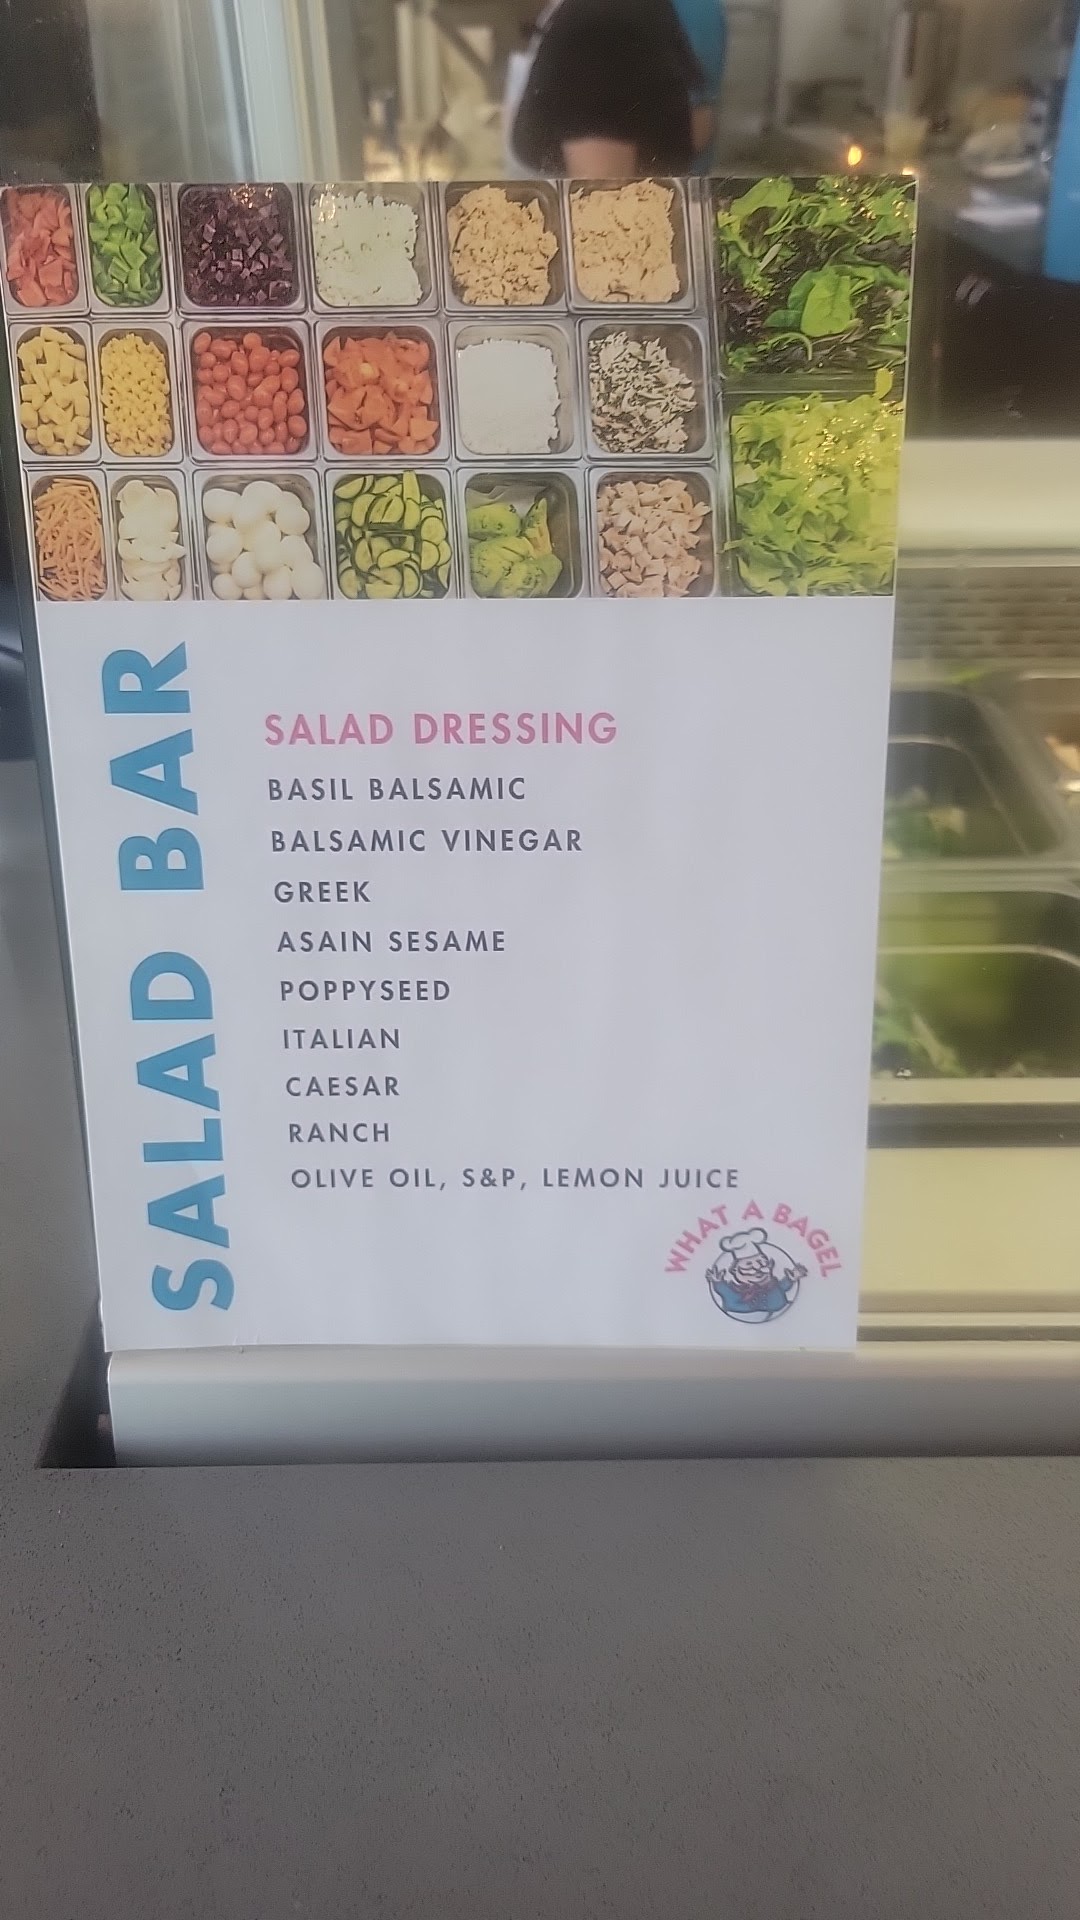 SALAD BAR
SALAD DRESSING
BASIL BALSAMIC
BALSAMIC VINEGAR
GREEK
ASAIN SESAME
POPPYSEED
ITALIAN
CAESAR
RANCH
OLIVE OIL, S&P, LEMON JUICE
WHAT A BAGEL